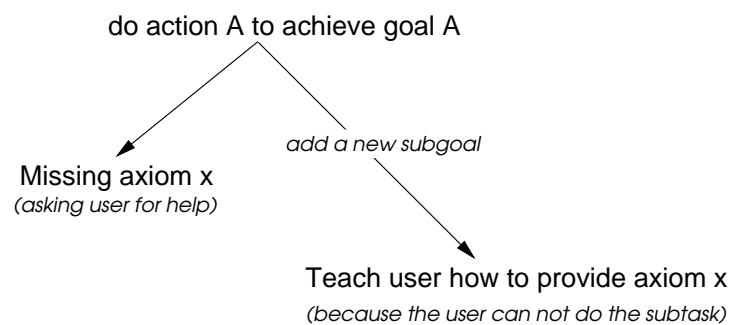 do action A to achieve goal A
add a new subgoal
Missing axiom x
(asking user for help)
Teach user how to provide axiom x
(because the user can not do the subtask)